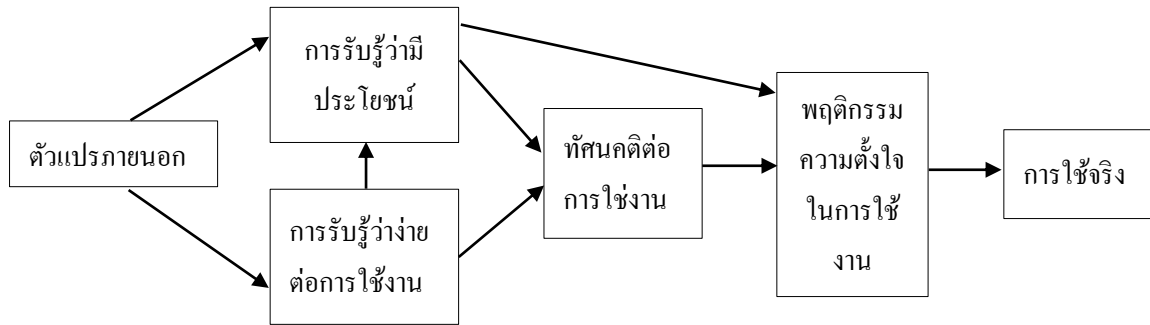 ตัวแปรภายนอก
การรับรู้ว่ามี
ประโยชน์
การรับรู้ว่าง่าย
ต่อการใช้งาน
ทัศนคติต่อ
การใช่งาน
พฤติกรรม
ความตั้งใจ
ในการใช้
งาน
การใช้จริง